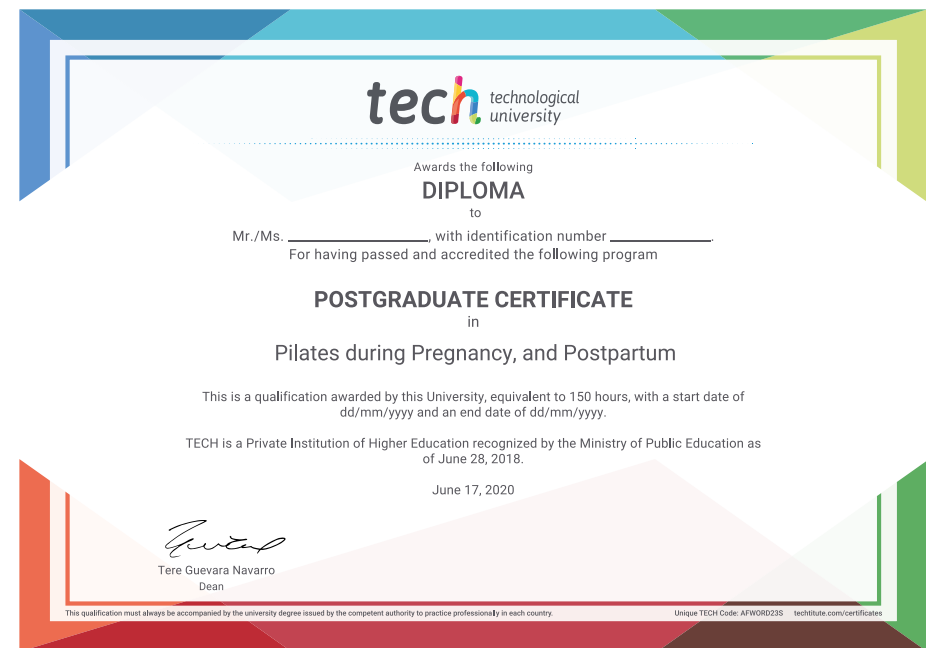 tech technological
university
Awards the following
DIPLOMA
to
Mr./Ms. ____________, with identification number ____________.
For having passed and accredited the following program
POSTGRADUATE CERTIFICATE
in
Pilates during Pregnancy, and Postpartum
This is a qualification awarded by this University, equivalent to 150 hours, with a start date of
dd/mm/yyyy and an end date of dd/mm/yyyy.
TECH is a Private Institution of Higher Education recognized by the Ministry of Public Education as
of June 28, 2018.
June 17, 2020
Tere Guevara Navarro
Dean
This qualification must always be accompanied by the university degree issued by the competent authority to practice professionally in each country. Unique TECH Code: AFWORD23S techtitute.com/certificates